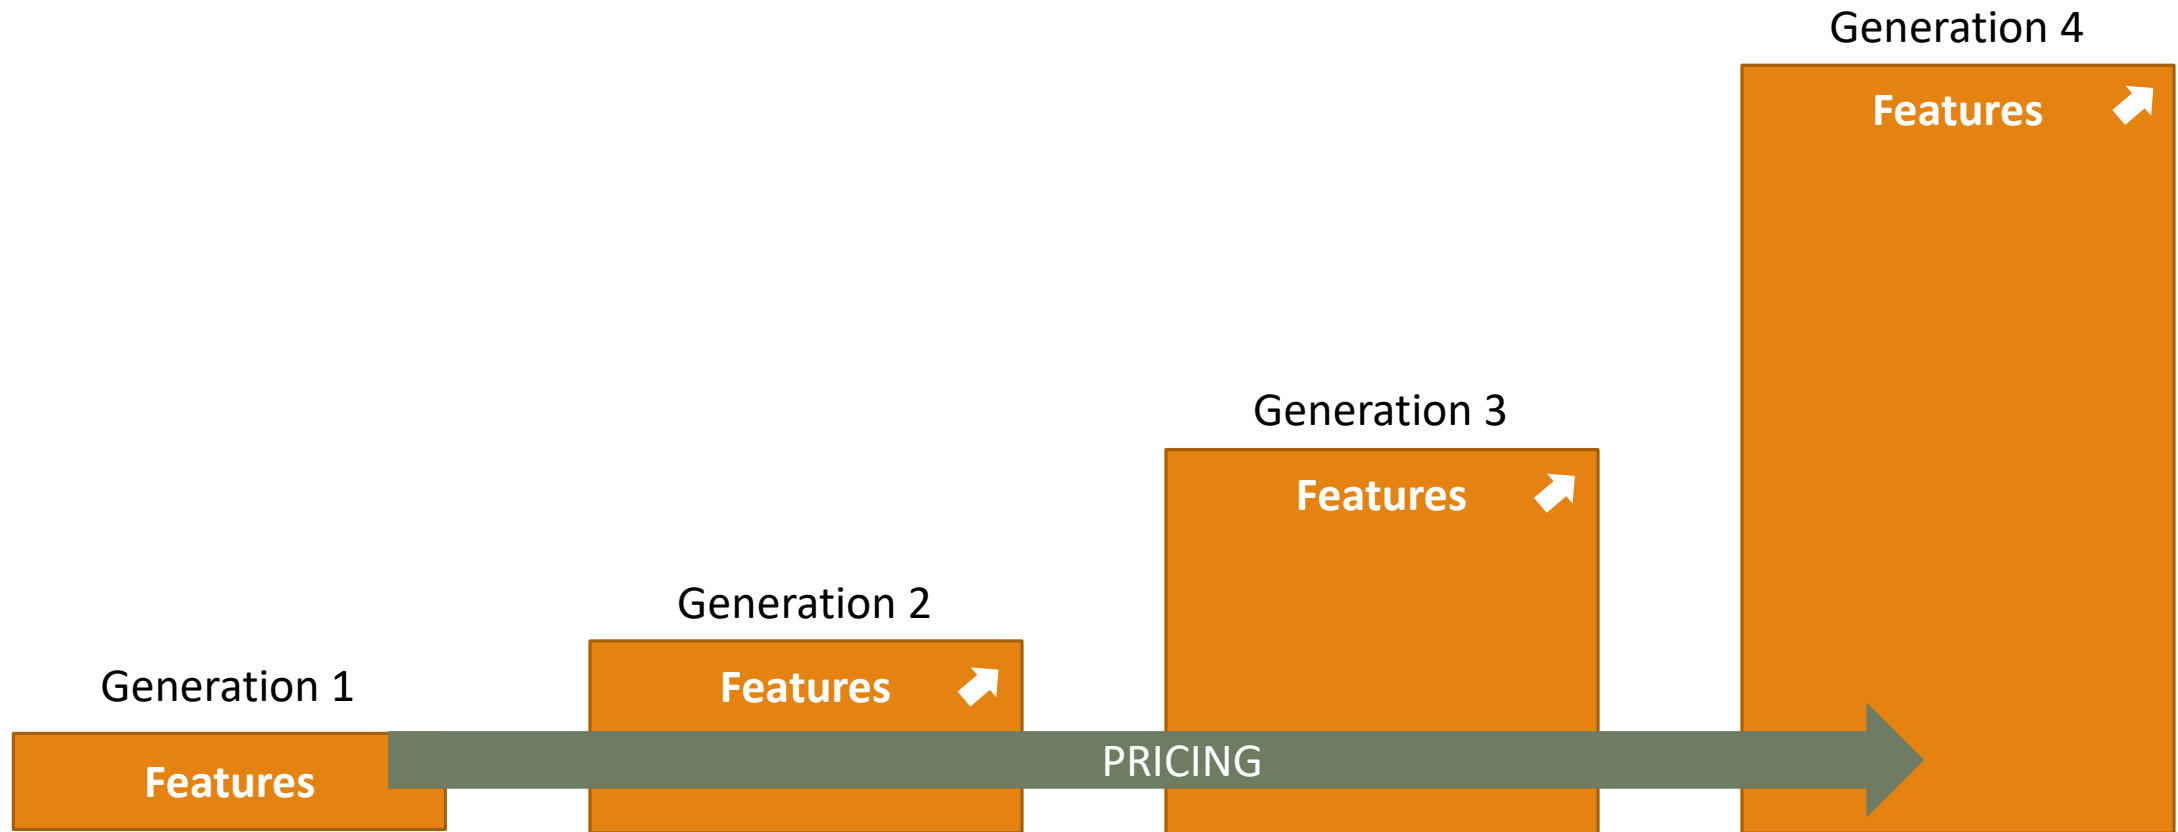 Generation 1
Features
Generation 2
Features
Generation 3
Features
Generation 4
Features
PRICING